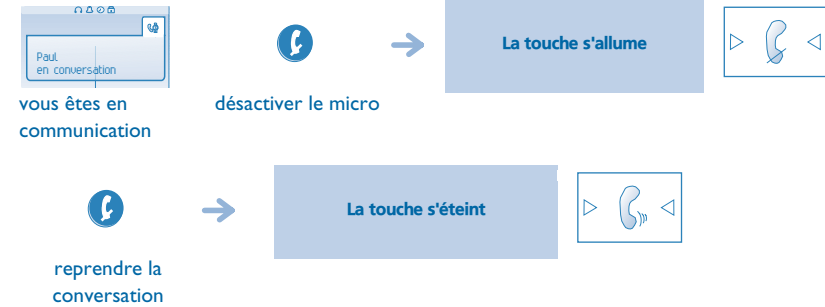 Paul
en conversation
vous êtes en
communication
désactiver le micro
La touche s'allume
reprendre la
conversation
La touche s'éteint